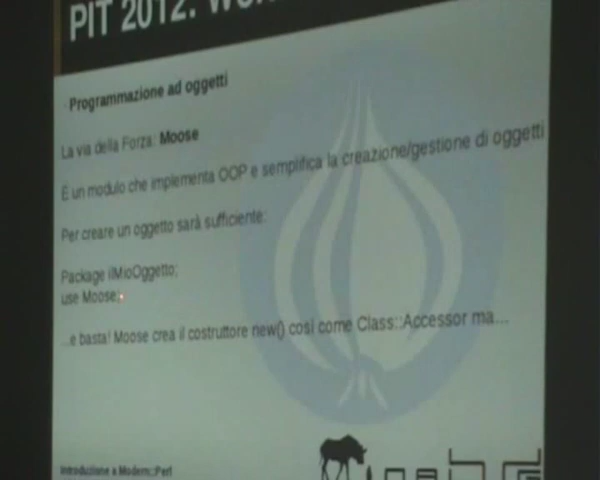 PIT 2012:
Programmazione ad oggetti
La via della Forza: Moose
È un modulo che implementa OOP e semplifica la creazione/gestione di oggetti
Per creare un oggetto sarà sufficiente:
Package ilMioOggetto;
use Moose;
...e basta! Moose crea il costruttore new() così come Class::Accessor ma...
Introduzione a Modern::Perl